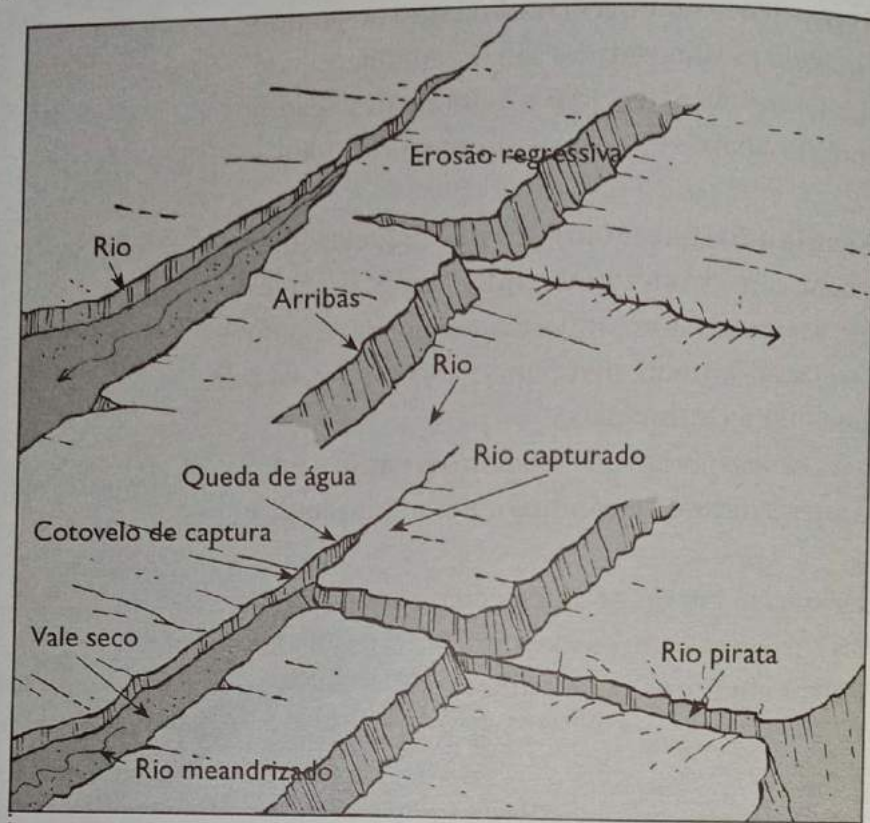 Erosão regressiva
Rio
Arribas
Rio
Rio capturado
Queda de água
Cotovelo de captura
Vale seco
Rio pirata
Rio meandrizado